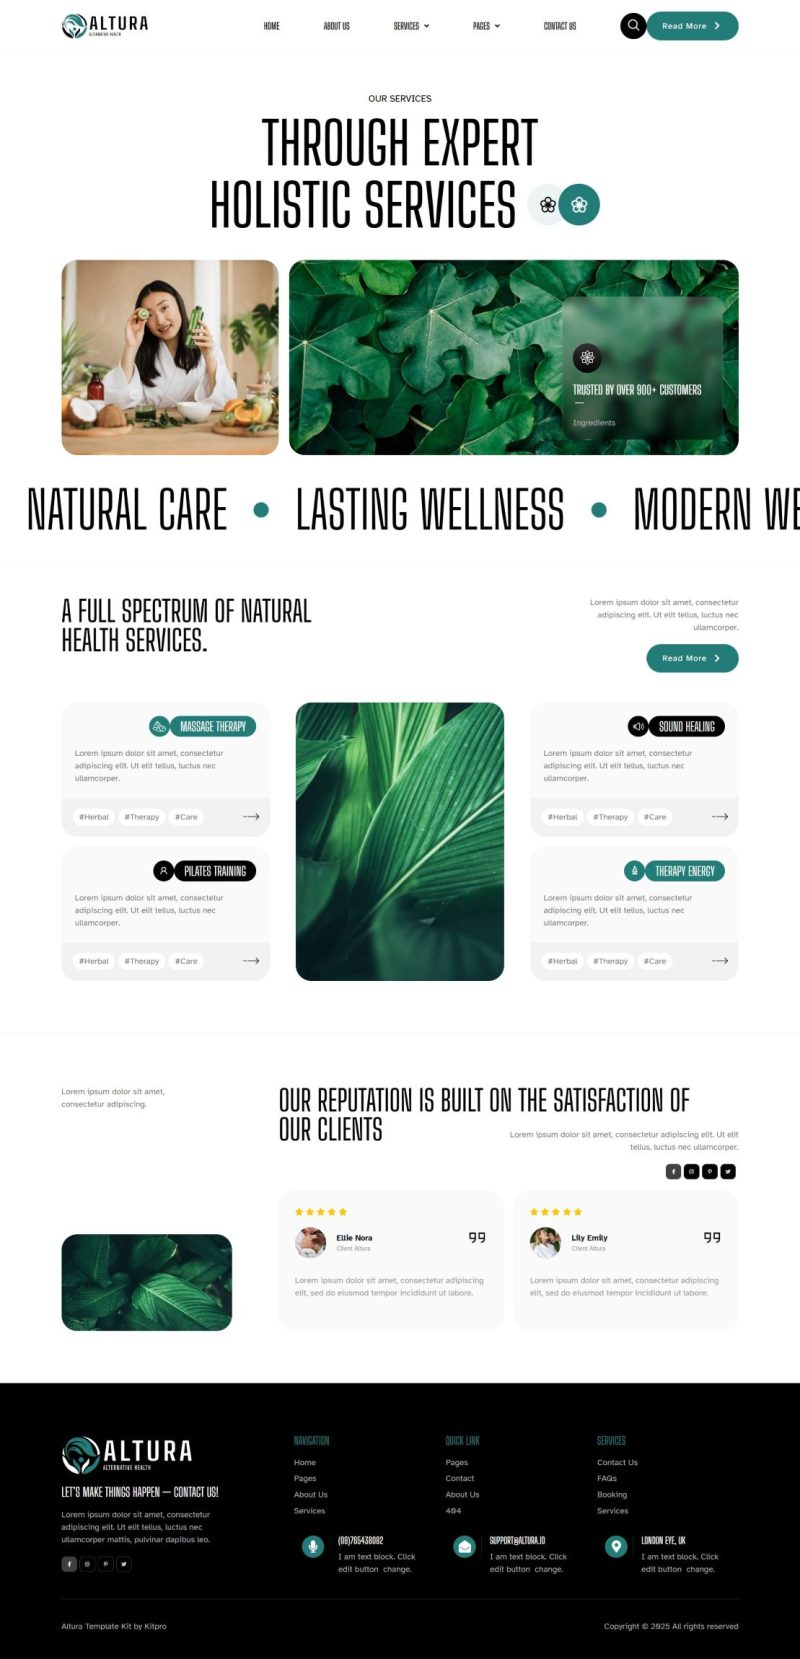 ALTURA
ALTERNATIVE HEALTH
HOME
ABOUT US
SERVICES
PAGES
CONTACT US
Read More
OUR SERVICES
THROUGH EXPERT
HOLISTIC SERVICES
TRUSTED BY OVER 900+ CUSTOMERS
Ingredients
NATURAL CARE
LASTING WELLNESS
MODERN WE
A FULL SPECTRUM OF NATURAL
HEALTH SERVICES.
Lorem ipsum dolor sit amet, consectetur
adipiscing elit. Ut elit tellus,
luctus nec
ullamcorper.
Read More
MASSAGE THERAPY
Lorem ipsum dolor sit amet, consectetur
adipiscing elit. Ut elit tellus, luctus nec
ullamcorper.
#Herbal
#Therapy
#Care
PILATES TRAINING
Lorem ipsum dolor sit amet, consectetur
adipiscing elit. Ut elit tellus, luctus nec
ullamcorper.
#Herbal
#Therapy
#Care
SOUND HEALING
Lorem ipsum dolor sit amet, consectetur
adipiscing elit. Ut elit tellus, luctus nec
ullamcorper.
#Herbal
#Therapy
#Care
THERAPY ENERGY
Lorem ipsum dolor sit amet, consectetur
adipiscing elit. Ut elit tellus, luctus nec
ullamcorper.
#Herbal
#Therapy
#Care
Lorem ipsum dolor sit amet,
consectetur adipiscing.
OUR REPUTATION IS BUILT ON THE SATISFACTION OF
OUR CLIENTS
Lorem ipsum dolor sit amet, consectetur adipiscing elit. Ut elit
tellus, luctus nec ullamcorper.
Ellie Nora
Client Altura
Lorem ipsum dolor sit amet, consectetur adipiscing
elit, sed do eiusmod tempor incididunt ut labore.
Lily Emily
Client Altura
Lorem ipsum dolor sit amet, consectetur adipiscing
elit, sed do eiusmod tempor incididunt ut labore.
ALTURA
ALTERNATIVE HEALTH
LET'S MAKE THINGS HAPPEN — CONTACT US!
Lorem ipsum dolor sit amet, consectetur
adipiscing elit. Ut elit tellus, luctus nec
ullamcorper mattis, pulvinar dapibus leo.
NAVIGATION
Home
Pages
About Us
Services
QUICK LINK
Pages
Contact
About Us
404
SERVICES
Contact Us
FAQs
Booking
Services
(09)765438082
I am text block. Click
edit button change.
SUPPORT@ALTURA.ID
I am text block. Click
edit button change.
LONDON EYE, UK
I am text block. Click
edit button change.
Altura Template Kit by Kitpro
Copyright © 2025 All rights reserved